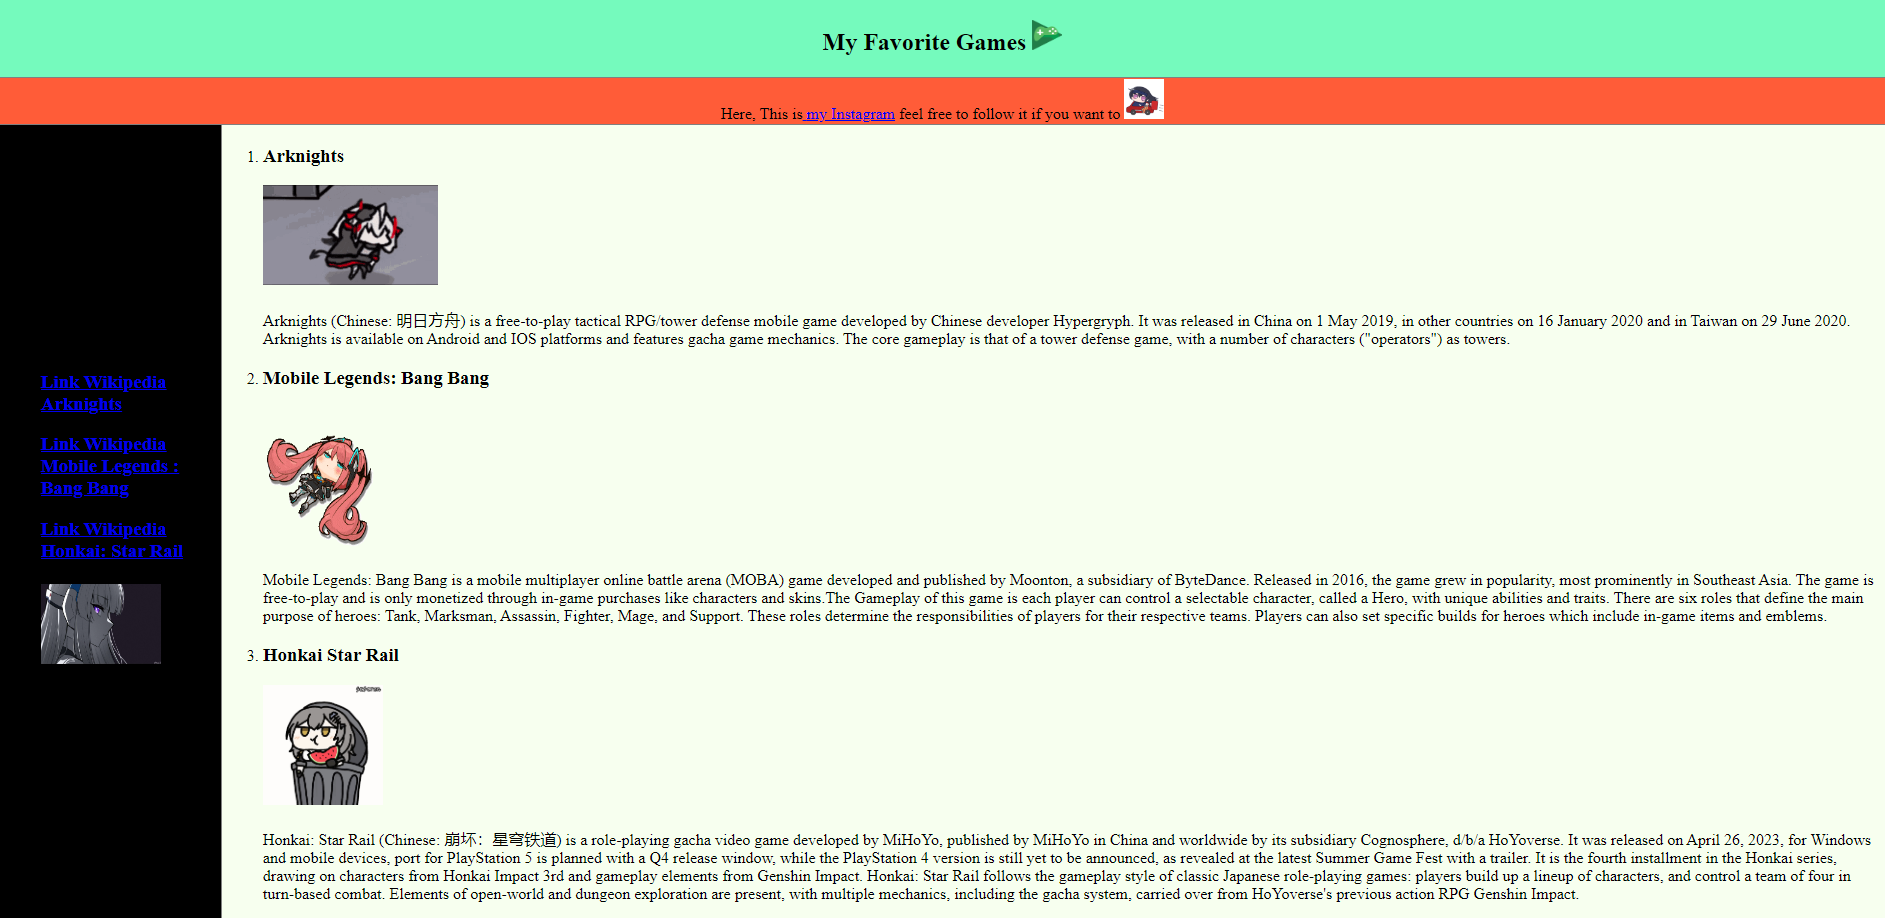 My Favorite Games
Here, This is my Instagram feel free to follow it if you want to
Link Wikipedia
Arknights
Link Wikipedia
Mobile Legends :
Bang Bang
Link Wikipedia
Honkai: Star Rail
1. Arknights
Arknights (Chinese: 明日方舟) is a free-to-play tactical RPG/tower defense mobile game developed by Chinese developer Hypergryph. It was released in China on 1 May 2019, in other countries on 16 January 2020 and in Taiwan on 29 June 2020.
Arknights is available on Android and IOS platforms and features gacha game mechanics. The core gameplay is that of a tower defense game, with a number of characters ("operators") as towers.
2. Mobile Legends: Bang Bang
Mobile Legends: Bang Bang is a mobile multiplayer online battle arena (MOBA) game developed and published by Moonton, a subsidiary of ByteDance. Released in 2016, the game grew in popularity, most prominently in Southeast Asia. The game is
free-to-play and is only monetized through in-game purchases like characters and skins.The Gameplay of this game is each player can control a selectable character, called a Hero, with unique abilities and traits. There are six roles that define the main
purpose of heroes: Tank, Marksman, Assassin, Fighter, Mage, and Support. These roles determine the responsibilities of players for their respective teams. Players can also set specific builds for heroes which include in-game items and emblems.
3. Honkai Star Rail
Honkai: Star Rail (Chinese: 崩坏：星穹铁道) is a role-playing gacha video game developed by MiHoYo, published by MiHoYo in China and worldwide by its subsidiary Cognosphere, d/b/a HoYoverse. It was released on April 26, 2023, for Windows
and mobile devices, port for PlayStation 5 is planned with a Q4 release window, while the PlayStation 4 version is still yet to be announced, as revealed at the latest Summer Game Fest with a trailer. It is the fourth installment in the Honkai series,
drawing on characters from Honkai Impact 3rd and gameplay elements from Genshin Impact. Honkai: Star Rail follows the gameplay style of classic Japanese role-playing games: players build up a lineup of characters, and control a team of four in
turn-based combat. Elements of open-world and dungeon exploration are present, with multiple mechanics, including the gacha system, carried over from HoYoverse's previous action RPG Genshin Impact.